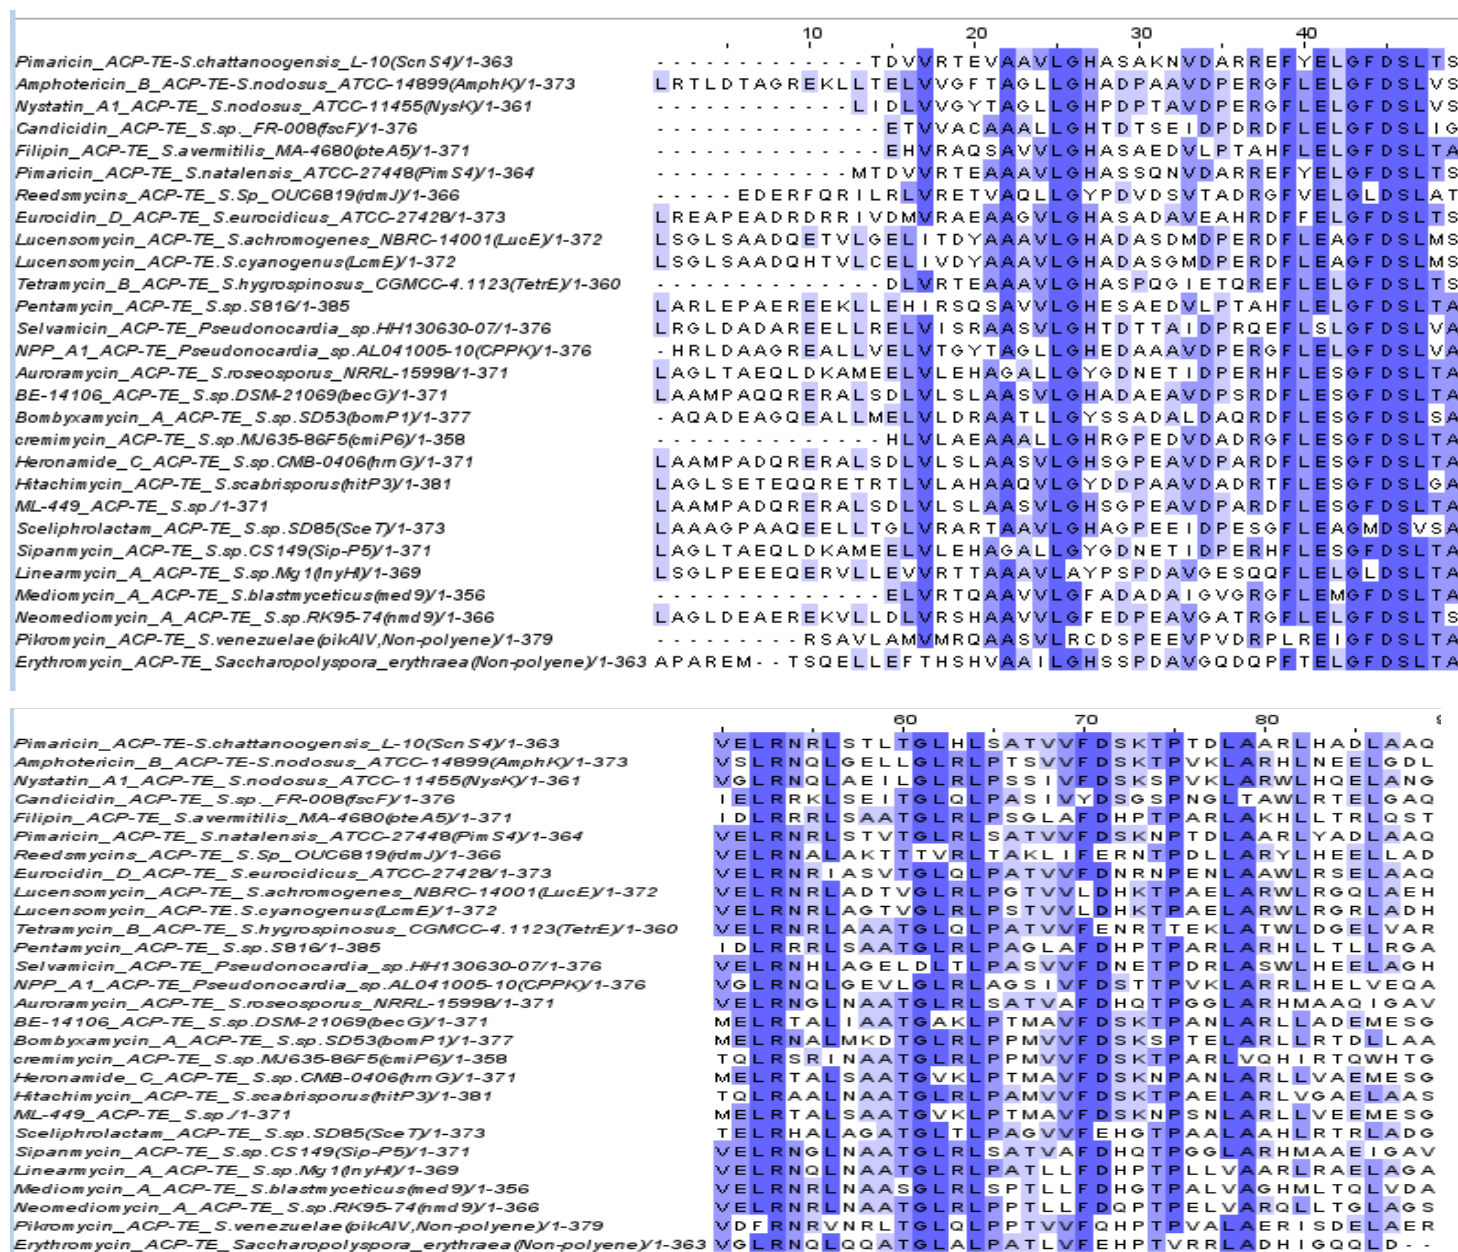 10 20 30 40
Pimaricin_ACP-TE-S.chattanoogensis_L-10(ScnS4)/1-363 - - - - - - - - - - - - - TDVVRTEVAAVLGHASAKNVDARREFYELGFDSLTS
Amphotericin_B_ACP-TE-S.nodosus_ATCC-14899(AmphK)/1-373 LRTLDTAGREKLLTELVVGFTAGLLGHADPAAVDPERGFLELGFDSLVS
Nystatin_A1_ACP-TE_S.nodosus_ATCC-11455(NysK)/1-361 - - - - - - - - - - - - LIDLVVGYTAGLLGHPDPTAVDPERGFLELGFDSLVS
Candicidin_ACP-TE_S.sp._FR-008(fscF)/1-376 - - - - - - - - - - - - - - ETVVACAAALLGHTDTSEIDPDRDFLELGFDSLIG
Filipin_ACP-TE_S.avermitilis_MA-4680(pteA5)/1-371 - - - - - - - - - - - - - - EHVRAQSAVVLGHASAEDVLPTAHFLELGFDSLTA
Pimaricin_ACP-TE_S.natalensis_ATCC-27448(PimS4)/1-364 - - - - - - - - - - - - MTDVVRTEAAAVLGHASSQNVDARREFYELGFDSLTS
Reedsmycins_ACP-TE_S.Sp_OUC6819(rdmJ)/1-366 - - - - - EDERFQRILRLVRETVAQLLGYPDVDSVTADRGFVELGLDSLAT
Eurocidin_D_ACP-TE_S.eurocidicus_ATCC-27428/1-373 LREAPEADRDRRIVDMVRAEAAGVLGHASADAVEAHRDFFELGFDSLTS
Lucensomycin_ACP-TE_S.achromogenes_NBRC-14001(LucE)/1-372 LSGLSAADQETVLGELITDYAAAVLGHADASDMDPERDFLEAGFDSLMS
Lucensomycin_ACP-TE.S.cyanogenus(LcmE)/1-372 LSGLSAADQHTVLCELIVDYAAAVLGHADASGMDPERDFLEAGFDSLMS
Tetramycin_B_ACP-TE_S.hygrospinosus_CGMCC-4.1123(TetrE)/1-360 - - - - - - - - - - - - - - DLVRTEAAAVLGHASPQGIETQREFLELGFDSLTS
Pentamycin_ACP-TE_S.sp.S816/1-385 LARLEPAEREEKLLEHIRSQSAVVLGHESAEDVLPTAHFLELGFDSLTA
Selvamicin_ACP-TE_Pseudonocardia_sp.HH130630-07/1-376 LRGLDADAREELLRELVISRAASVLGHTDTTAIDPRQEFLSLGFDSLVA
NPP_A1_ACP-TE_Pseudonocardia_sp.AL041005-10(CPPK)/1-376 -HRLDAAGREALLVELVTGYTAGLLGHEDAAAVDPERGFLELGFDSLVA
Auroramycin_ACP-TE_S.roseosporus_NRRL-15998/1-371 LAGLTAEQLDKAMEELVLEHAGALLGYGDNETIDPERHFLESGFDSLTA
BE-14106_ACP-TE_S.sp.DSM-21069(becG)/1-371 LAAMPAQQRERALSDLVLSLAASVLGHADAEAVDPSRDFLESGFDSLTA
Bombyxamycin_A_ACP-TE_S.sp.SD53(bomP1)/1-377 -AQADEAGQEALLMELVLDRAATLLGYSSADALDAQRDFLESGFDSLSA
cremimycin_ACP-TE_S.sp.MJ635-86F5(cmiP6)/1-358 - - - - - - - - - - - - - - HLVLAEAAALLGHRGPEDVDADRGFLESGFDSLTA
Heronamide_C_ACP-TE_S.sp.CMB-0406(hrnG)/1-371 LAAMPADQRERALSDLVLSLAASVLGHSGPEAVDPARDFLESGFDSLTA
Hitachimycin_ACP-TE_S.scabrisporus(hitP3)/1-381 LAGLSETEQQRETRTLVLAHAAQVLGYDDPAAVDADRTFLESGFDSLGA
ML-449_ACP-TE_S.sp./1-371 LAAMPADQRERALSDLVLSLAASVLGHSGPEAVDPARDFLESGFDSLTA
Sceliphrolactam_ACP-TE_S.sp.SD85(SceT)/1-373 LAAAGPAAQEELLTGLVRARTAAVLGHAGPEEIDPESGFLEAGMDSVSA
Sipanmycin_ACP-TE_S.sp.CS149(Sip-P5)/1-371 LAGLTAEQLDKAMEELVLEHAGALLGYGDNETIDPERHFLESGFDSLTA
Linearmycin_A_ACP-TE_S.sp.Mg1(lnyHI)/1-369 LSGLPEEEQERVLLEVVRTTAAAVLAYPSPDAVGESQQFLELGLDSLTA
Mediomycin_A_ACP-TE_S.blastmyceticus(med9)/1-356 - - - - - - - - - - - - - - ELVRTQAAVVLGFADADAIGVGRGFLEMGFDSLTA
Neomediomycin_A_ACP-TE_S.sp.RK95-74(nmd9)/1-366 LAGLDEAEREKVLLDLVRSHAAVVLGFEDPEAVGATRGFLELGFDSLTS
Pikromycin_ACP-TE_S.venezuelae(pikAIV,Non-polyene)/1-379 - - - - - - - - - RSAVLAMVMRQAASVLRCDSPEEVPVDRPLREIGFDSLTA
Erythromycin_ACP-TE_Saccharopolyspora_erythraea(Non-polyene)/1-363 APAREM- - TSQELLEFTHSHVAAILGHSSPDAVGQDQPFTELGFDSLTA
60 70 80 9
Pimaricin_ACP-TE-S.chattanoogensis_L-10(ScnS4)/1-363 VELRNRLSTLTGLHLSATVVFDSKTPTDLAARLHADLAAQ
Amphotericin_B_ACP-TE-S.nodosus_ATCC-14899(AmphK)/1-373 VSLRNQLGELLGLRLPTSVVFDSKTPVKLARHLNEELGDL
Nystatin_A1_ACP-TE_S.nodosus_ATCC-11455(NysK)/1-361 VGLRNQLAEILGLRLPSSIVFDSKSPVKLARWLHQELANG
Candicidin_ACP-TE_S.sp._FR-008(fscF)/1-376 IELRRKLSEITGLQLPASIVYDSGSPNGLTAWLRTELGAQ
Filipin_ACP-TE_S.avermitilis_MA-4680(pteA5)/1-371 IDLRRRLSAATGLRLPSGLAFDHPTPARLAKHLLTRLQST
Pimaricin_ACP-TE_S.natalensis_ATCC-27448(PimS4)/1-364 VELRNRLSTVTGLRLSATVVFDSKNPTDLAARLYADLAAQ
Reedsmycins_ACP-TE_S.Sp_OUC6819(rdmJ)/1-366 VELRNALAKTTTVRLTAKLIFERNTPDLLARYLHEELLAD
Eurocidin_D_ACP-TE_S.eurocidicus_ATCC-27428/1-373 VELRNRIASVTGLQLPATVVFDNRNPENLAAWLRSELAAQ
Lucensomycin_ACP-TE_S.achromogenes_NBRC-14001(LucE)/1-372 VELRNRLADTVGLRLPGTVVLDHKTPAELARWLRGQLAEH
Lucensomycin_ACP-TE.S.cyanogenus(LcmE)/1-372 VELRNRLAGTVGLRLPSTVVLDHKTPAELARWLRGRLADH
Tetramycin_B_ACP-TE_S.hygrospinosus_CGMCC-4.1123(TetrE)/1-360 VELRNRLAAATGLQLPATVVFENRTTEKLATWLDGELVAR
Pentamycin_ACP-TE_S.sp.S816/1-385 IDLRRRLSAATGLRLPAGLAFDHPTPARLARHLLTLLRGA
Selvamicin_ACP-TE_Pseudonocardia_sp.HH130630-07/1-376 VELRNHLAGELDLTLPASVVFDNETPDRLASWLHEELAGH
NPP_A1_ACP-TE_Pseudonocardia_sp.AL041005-10(CPPK)/1-376 VGLRNQLGEVLGLRLAGSIVFDSTTPVKLARRLHELVEQA
Auroramycin_ACP-TE_S.roseosporus_NRRL-15998/1-371 VELRNGLNAATGLRLSATVAFDHQTPGGLARHMAAQIGAV
BE-14106_ACP-TE_S.sp.DSM-21069(becG)/1-371 MELRTALIAATGAKLPTMAVFDSKTPANLARLLADEMESG
Bombyxamycin_A_ACP-TE_S.sp.SD53(bomP1)/1-377 MELRNALMKDTGLRLPPMVVFDSKSPTELARLLRTDLLAA
cremimycin_ACP-TE_S.sp.MJ635-86F5(cmiP6)/1-358 TQLRSRINAATGLRLPPMVVFDSKTPARLVQHIRTQWHTG
Heronamide_C_ACP-TE_S.sp.CMB-0406(hrnG)/1-371 MELRTALSAATGVKLPTMAVFDSKNPANLARLLVAEMESG
Hitachimycin_ACP-TE_S.scabrisporus(hitP3)/1-381 TQLRAALNAATGLRLPAMVVFDSKTPAELARLVGAELAAS
ML-449_ACP-TE_S.sp./1-371 MELRTALSAATGVKLPTMAVFDSKNPSNLARLLVEEMESG
Sceliphrolactam_ACP-TE_S.sp.SD85(SceT)/1-373 TELRHALAGATGLTLPAGVVFEHGTPAALAAHLRTRLADG
Sipanmycin_ACP-TE_S.sp.CS149(Sip-P5)/1-371 VELRNGLNAATGLRLSATVAFDHQTPGGLARHMAAEIGAV
Linearmycin_A_ACP-TE_S.sp.Mg1(lnyHI)/1-369 VELRNQLNAATGLRLPATLLFDHPTPLLVAARLRAELAGA
Mediomycin_A_ACP-TE_S.blastmyceticus(med9)/1-356 VELRNRLNAASGLRLSPTLLFDHGTPALVAGHMLTQLVDA
Neomediomycin_A_ACP-TE_S.sp.RK95-74(nmd9)/1-366 VELRNRLNAATGLRLPPTLLFDQPTPELVARQLLTGLAGS
Pikromycin_ACP-TE_S.venezuelae(pikAIV,Non-polyene)/1-379 VDFRNRVNRLTGLQLPPTVVFQHPTPVALAERISDELAER
Erythromycin_ACP-TE_Saccharopolyspora_erythraea(Non-polyene)/1-363 VGLRNQLQQATGLALPATLVFEHPTVRRLADHIGQQLD- -